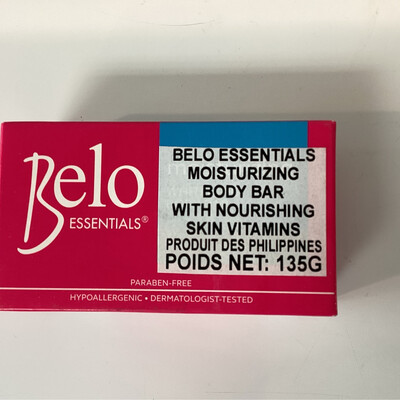 Belo
ESSENTIALS®
BELO ESSENTIALS
MOISTURIZING
BODY BAR
WITH NOURISHING
SKIN VITAMINS
PRODUIT DES PHILIPPINES
POIDS NET: 135G
PARABEN-FREE
HYPOALLERGENIC • DERMATOLOGIST-TESTED